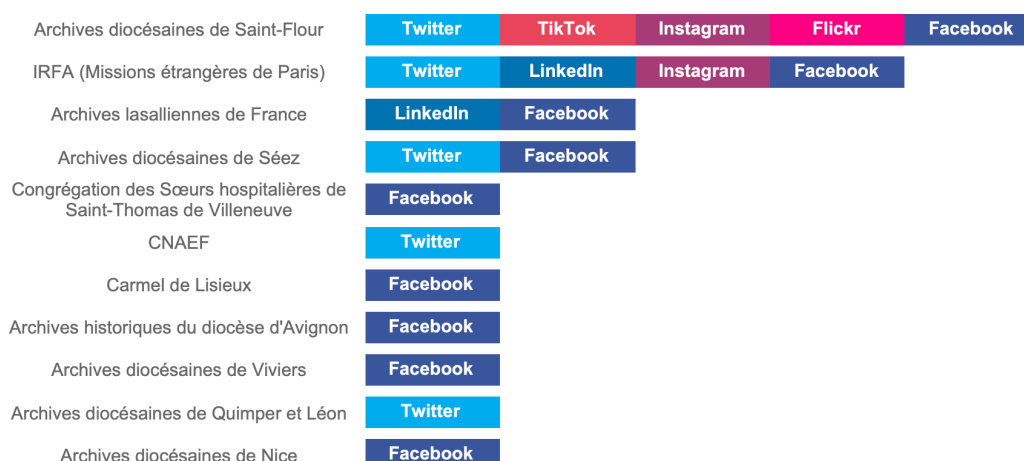 Archives diocésaines de Saint-Flour Twitter TikTok Instagram Flickr Facebook
IRFA (Missions étrangères de Paris) Twitter LinkedIn Instagram Facebook
Archives lasalliennes de France LinkedIn Facebook
Archives diocésaines de Séez Twitter Facebook
Congrégation des Sœurs hospitalières de
Saint-Thomas de Villeneuve Facebook
CNAEF Twitter
Carmel de Lisieux Facebook
Archives historiques du diocèse d'Avignon Facebook
Archives diocésaines de Viviers Facebook
Archives diocésaines de Quimper et Léon Twitter
Archives diocésaines de Nice Facebook